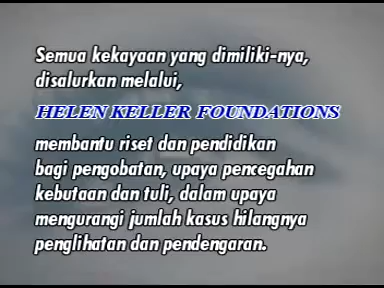 Semua kekayaan yang dimiliki-nya,
disalurkan melalui,
HELEN KELLER FOUNDATIONS
membantu riset dan pendidikan
bagi pengobatan, upaya pencegahan
kebutaan dan tuli, dalam upaya
mengurangi jumlah kasus hilangnya
penglihatan dan pendengaran.